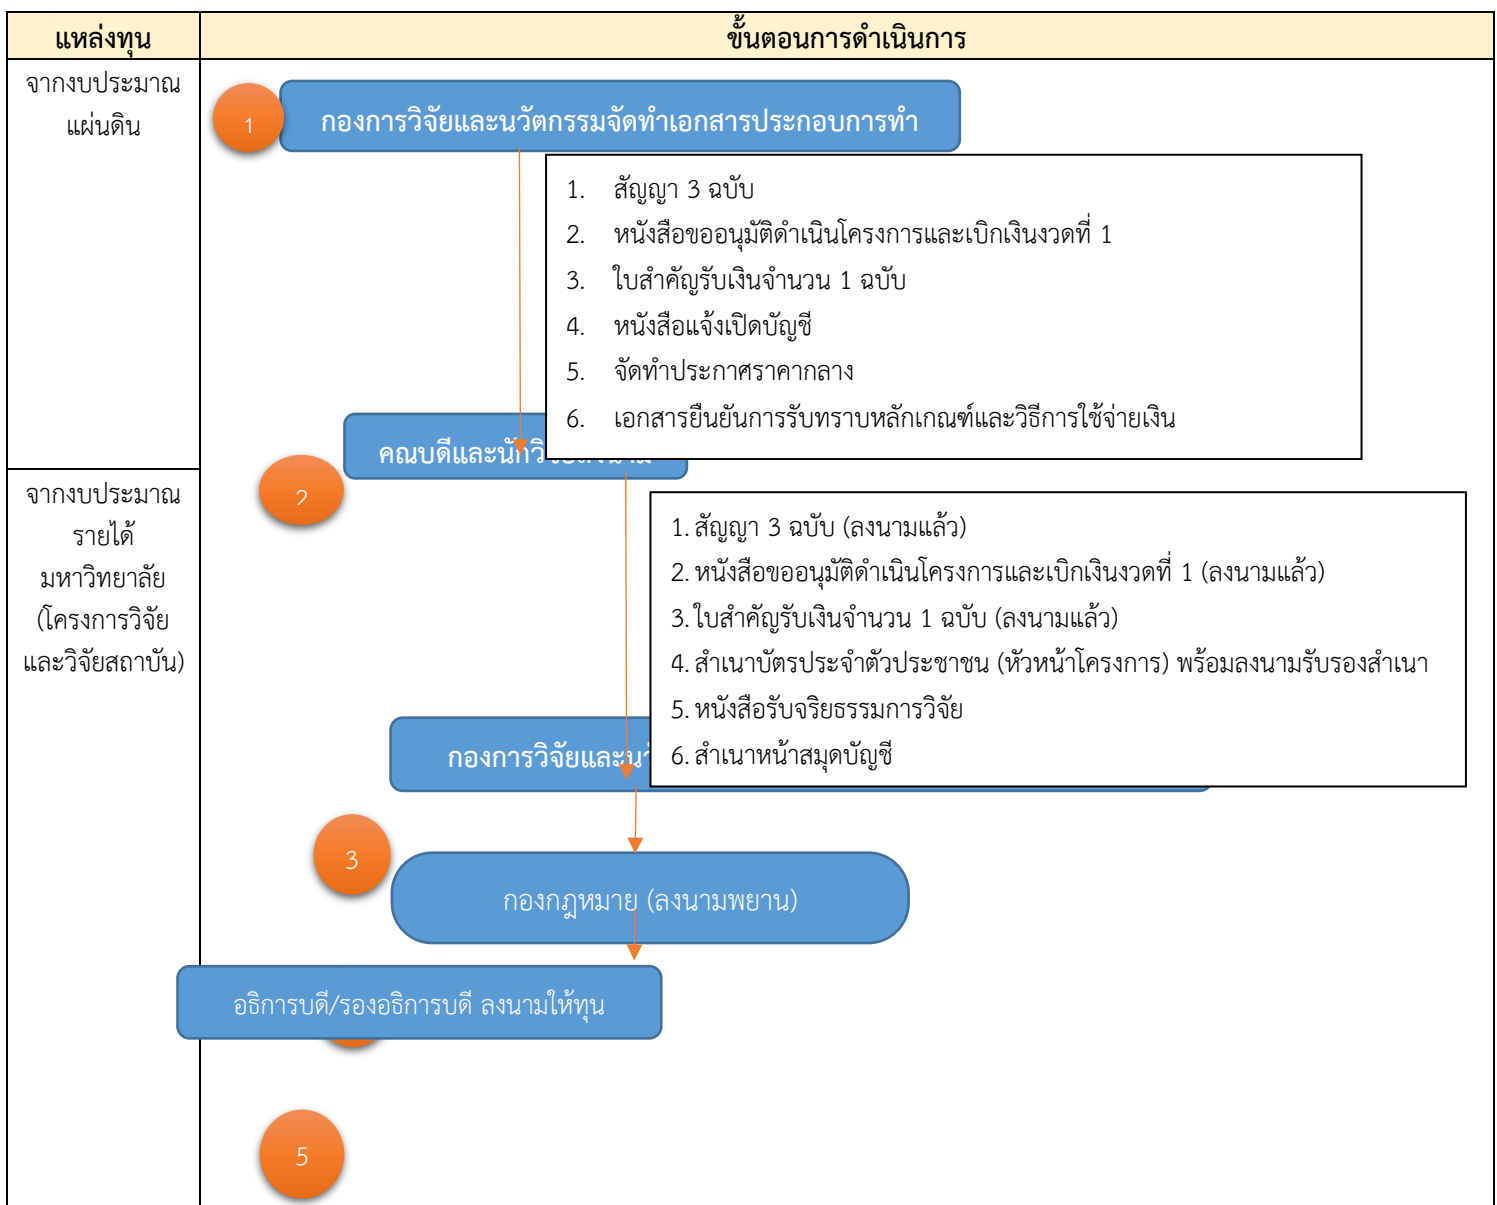 แหล่งทุน
ขั้นตอนการดำเนินการ
จากงบประมาณ
แผ่นดิน
1
กองการวิจัยและนวัตกรรมจัดทำเอกสารประกอบการทำ
1. สัญญา 3 ฉบับ
2. หนังสือขออนุมัติดำเนินโครงการและเบิกเงินงวดที่ 1
3. ใบสำคัญรับเงินจำนวน 1 ฉบับ
4. หนังสือแจ้งเปิดบัญชี
5. จัดทำประกาศราคากลาง
6. เอกสารยืนยันการรับทราบหลักเกณฑ์และวิธีการใช้จ่ายเงิน
คณบดีและนักวิ
2
จากงบประมาณ
รายได้
มหาวิทยาลัย
(โครงการวิจัย
และวิจัยสถาบัน)
1. สัญญา 3 ฉบับ (ลงนามแล้ว)
2. หนังสือขออนุมัติดำเนินโครงการและเบิกเงินงวดที่ 1 (ลงนามแล้ว)
3. ใบสำคัญรับเงินจำนวน 1 ฉบับ (ลงนามแล้ว)
4. สำเนาบัตรประจำตัวประชาชน (หัวหน้าโครงการ) พร้อมลงนามรับรองสำเนา
5. หนังสือรับจริยธรรมการวิจัย
6. สำเนาหน้าสมุดบัญชี
กองการวิจัยและน
3
กองกฎหมาย (ลงนามพยาน)
อธิการบดี/รองอธิการบดี ลงนามให้ทุน
5